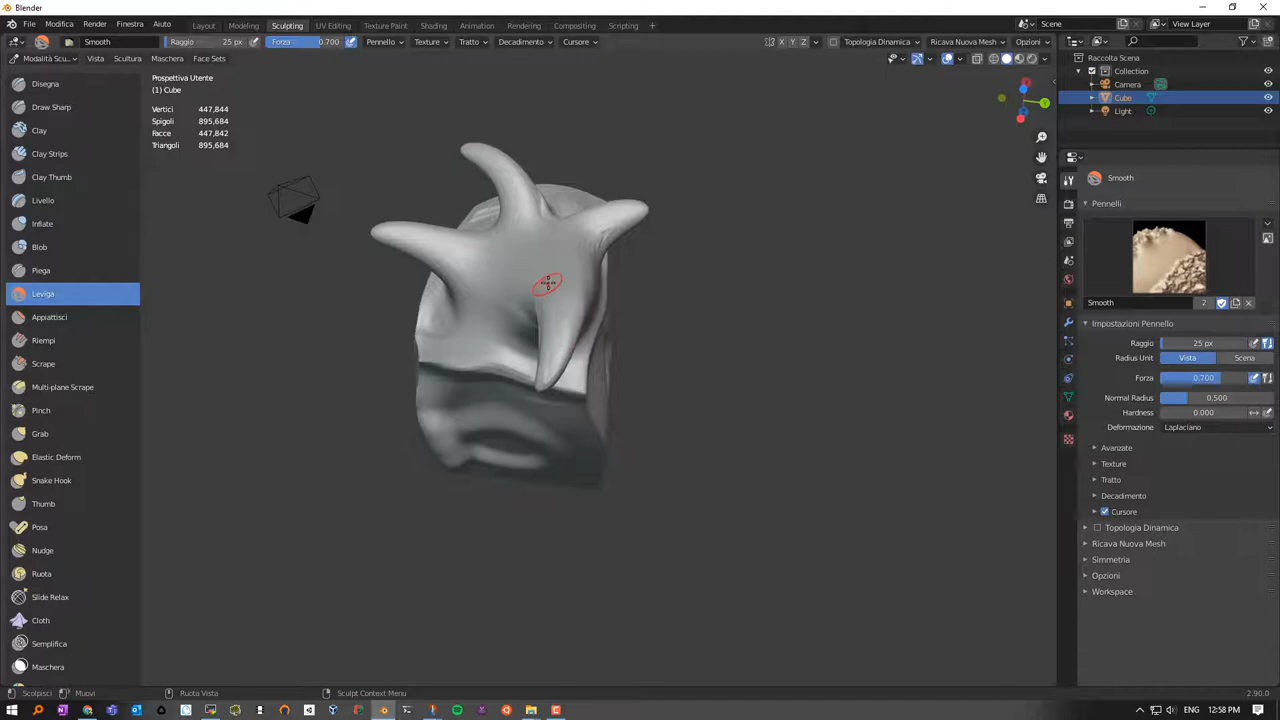 Blender
File Modifica Render Finestra Aiuto Layout Modeling Sculpting UV Editing Texture Paint Shading Animation Rendering Compositing Scripting + Scene View Layer
Smooth Raggio 25 px Forza 0.700 Pennello Texture Tratto Decadimento Cursore X Y Z Topologia Dinamica Ricava Nuova Mesh Opzioni
Modalità Scu... Vista Scultura Maschera Face Sets
Raccolta Scena
Collection
Camera
Cube
Light
Prospettiva Utente
(1) Cube
Vertici 447,844
Spigoli 895,684
Facce 447,842
Triangoli 895,684
Y
Disegna
Draw Sharp
Clay
Clay Strips
Clay Thumb
Livello
Inflate
Blob
Piega
Leviga
Appiattisci
Riempi
Scrape
Multi-plane Scrape
Pinch
Grab
Elastic Deform
Snake Hook
Thumb
Posa
Nudge
Ruota
Slide Relax
Cloth
Semplifica
Maschera
Smooth
Pennelli
Smooth 2
Impostazioni Pennello
Raggio 25 px
Radius Unit Vista Scena
Forza 0.700
Normal Radius 0.500
Hardness 0.000
Deformazione Laplaciano
Avanzate
Texture
Tratto
Decadimento
Cursore
Topologia Dinamica
Ricava Nuova Mesh
Simmetria
Opzioni
Workspace
Scolpisci Muovi Ruota Vista Sculpt Context Menu 2.90.0
ENG 12:58 PM